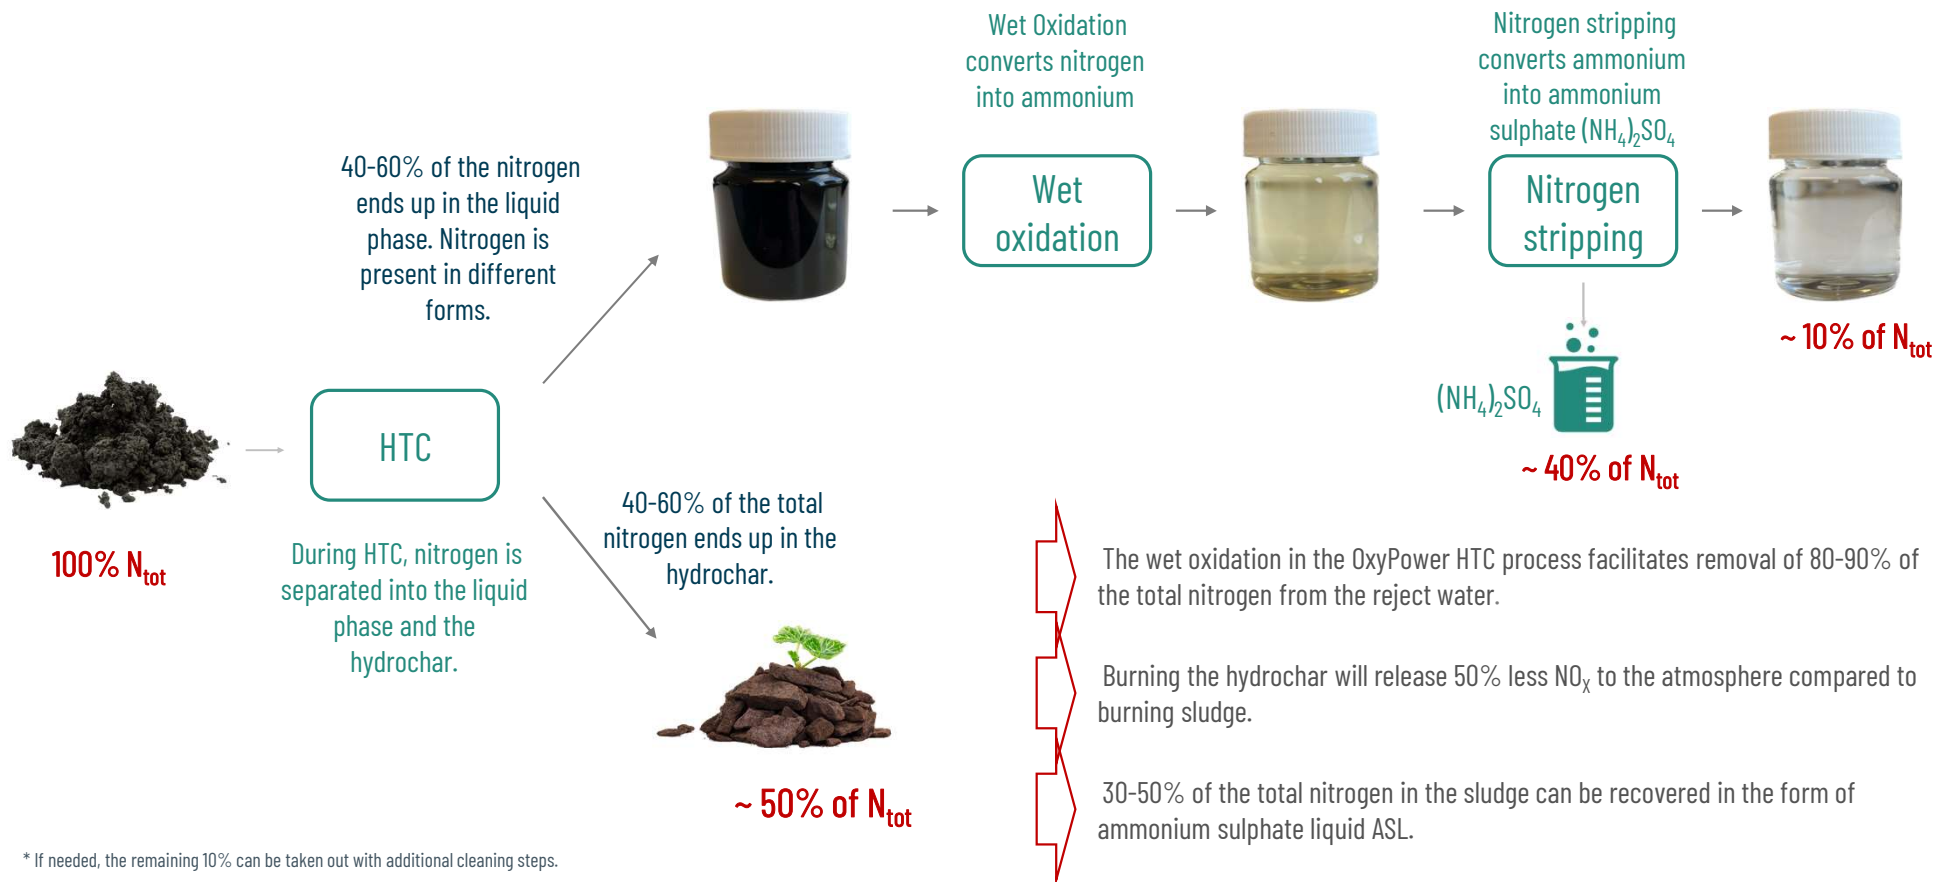 Wet Oxidation
converts nitrogen
into ammonium
Nitrogen stripping
converts ammonium
into ammonium
sulphate (NH₄)₂SO₄
40-60% of the nitrogen
ends up in the liquid
phase. Nitrogen is
present in different
forms.
Wet
oxidation
Nitrogen
stripping
~ 10% of Nₜₒₜ
(NH₄)₂SO₄
~ 40% of Nₜₒₜ
HTC
100% Nₜₒₜ
During HTC, nitrogen is
separated into the liquid
phase and the
hydrochar.
40-60% of the total
nitrogen ends up in the
hydrochar.
~ 50% of Nₜₒₜ
The wet oxidation in the OxyPower HTC process facilitates removal of 80-90% of
the total nitrogen from the reject water.
Burning the hydrochar will release 50% less NOₓ to the atmosphere compared to
burning sludge.
30-50% of the total nitrogen in the sludge can be recovered in the form of
ammonium sulphate liquid ASL.
* If needed, the remaining 10% can be taken out with additional cleaning steps.